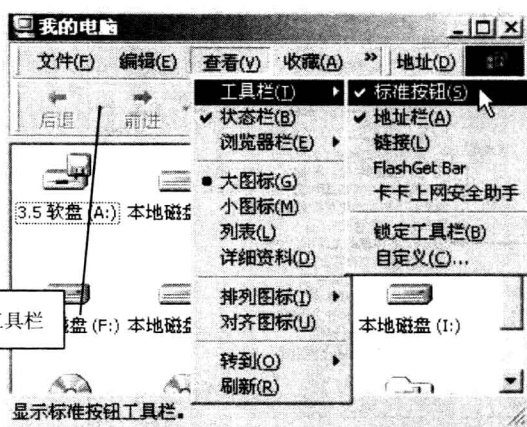 我的电脑
文件(F) 编辑(E) 查看(V) 收藏(A) » 地址(D)
后退 前进
工具栏(T)
状态栏(B)
浏览器栏(E)
大图标(G)
小图标(M)
列表(L)
详细资料(D)
排列图标(I)
对齐图标(U)
转到(O)
刷新(R)
标准按钮(S)
地址栏(A)
链接(L)
FlashGet Bar
卡卡上网安全助手
锁定工具栏(B)
自定义(C)...
3.5 软盘 (A:) 本地磁
工具栏
盘 (F:) 本地磁
本地磁盘 (I:)
显示标准按钮工具栏。